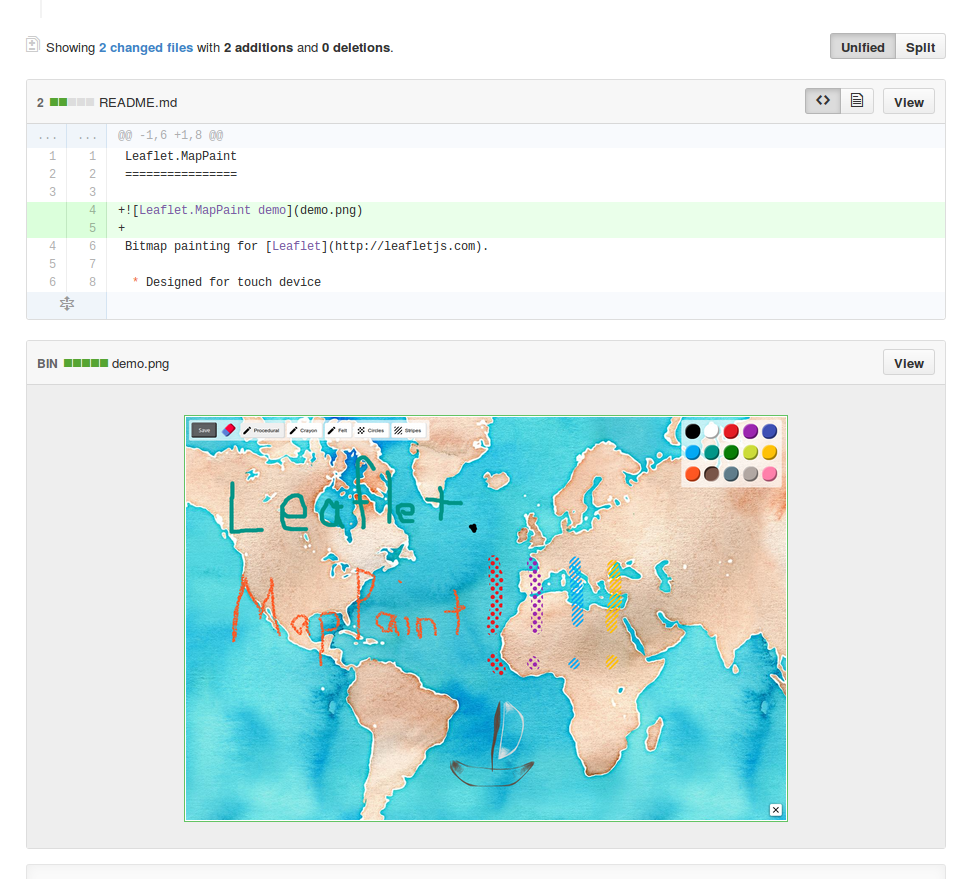 Showing 2 changed files with 2 additions and 0 deletions.
Unified Split
2 README.md
<> View
... ... @@ -1,6 +1,8 @@
1 1 Leaflet.MapPaint
2 2 ================
3 3
4 +![Leaflet.MapPaint demo](demo.png)
5 +
4 6 Bitmap painting for [Leaflet](http://leafletjs.com).
5 7
6 8 * Designed for touch device
BIN demo.png
View
Save Procedural Crayon Felt Circles Stripes
Leaflet
MapPaint